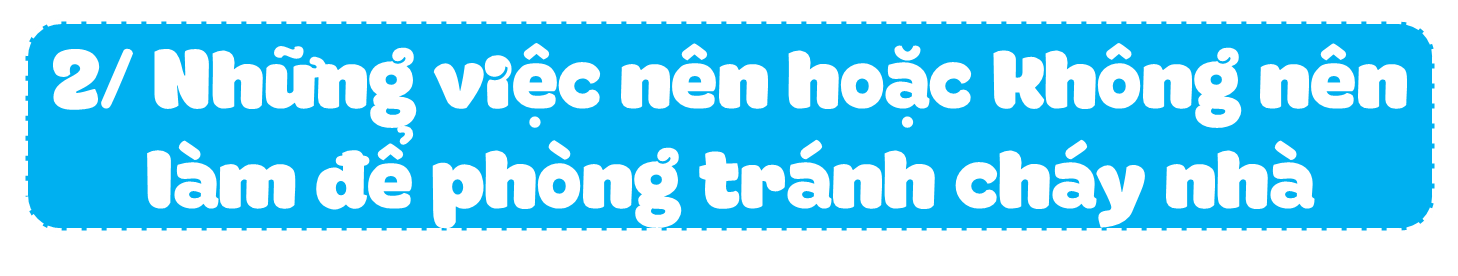 2/ Những việc nên hoặc không nên
làm để phòng tránh cháy nhà